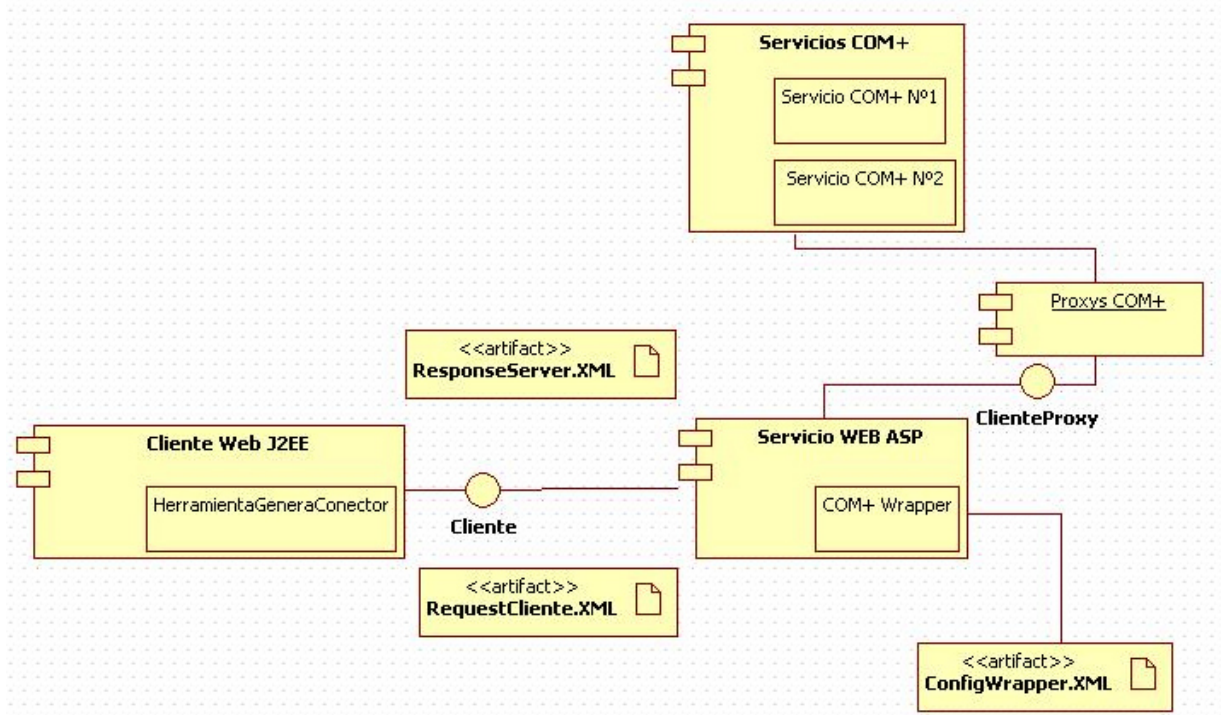 Servicios COM+
Servicio COM+ Nº1
Servicio COM+ Nº2
Proxys COM+
<<artifact>>
ResponseServer.XML
ClienteProxy
Cliente Web J2EE
Servicio WEB ASP
HerramientaGeneraConector
COM+ Wrapper
Cliente
<<artifact>>
RequestCliente.XML
<<artifact>>
ConfigWrapper.XML